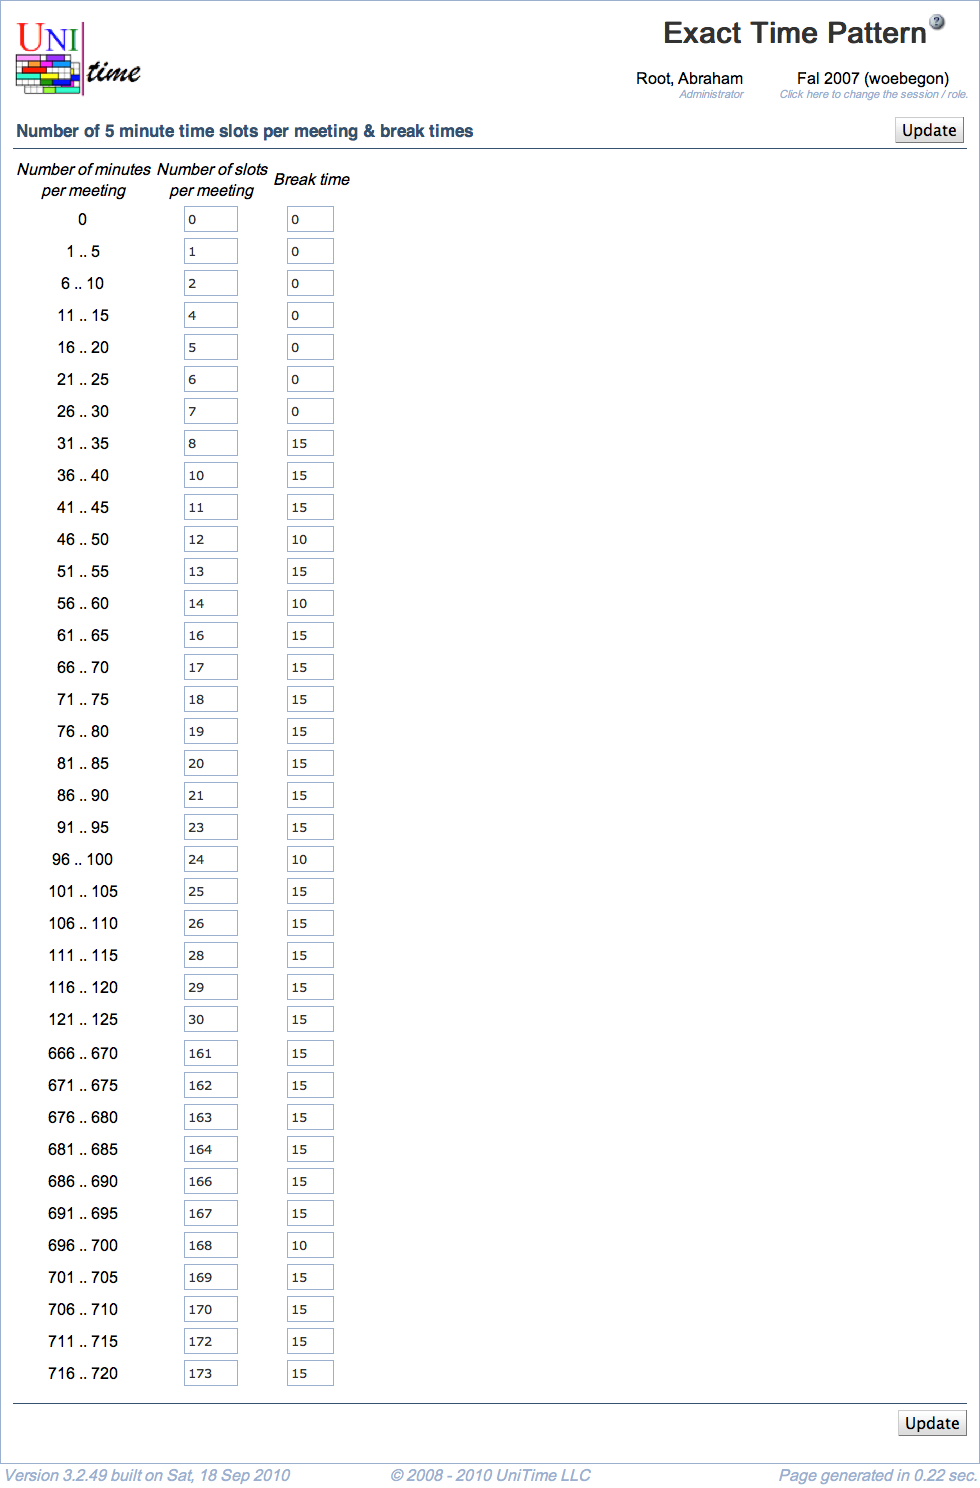 UNI time
Exact Time Pattern ?
Root, Abraham Fal 2007 (woebegon)
Administrator Click here to change the session / role.
Number of 5 minute time slots per meeting & break times Update
Number of minutes per meeting Number of slots per meeting Break time
0 0 0
1 .. 5 1 0
6 .. 10 2 0
11 .. 15 4 0
16 .. 20 5 0
21 .. 25 6 0
26 .. 30 7 0
31 .. 35 8 15
36 .. 40 10 15
41 .. 45 11 15
46 .. 50 12 10
51 .. 55 13 15
56 .. 60 14 10
61 .. 65 16 15
66 .. 70 17 15
71 .. 75 18 15
76 .. 80 19 15
81 .. 85 20 15
86 .. 90 21 15
91 .. 95 23 15
96 .. 100 24 10
101 .. 105 25 15
106 .. 110 26 15
111 .. 115 28 15
116 .. 120 29 15
121 .. 125 30 15
666 .. 670 161 15
671 .. 675 162 15
676 .. 680 163 15
681 .. 685 164 15
686 .. 690 166 15
691 .. 695 167 15
696 .. 700 168 10
701 .. 705 169 15
706 .. 710 170 15
711 .. 715 172 15
716 .. 720 173 15
Update
Version 3.2.49 built on Sat, 18 Sep 2010 © 2008 - 2010 UniTime LLC Page generated in 0.22 sec.